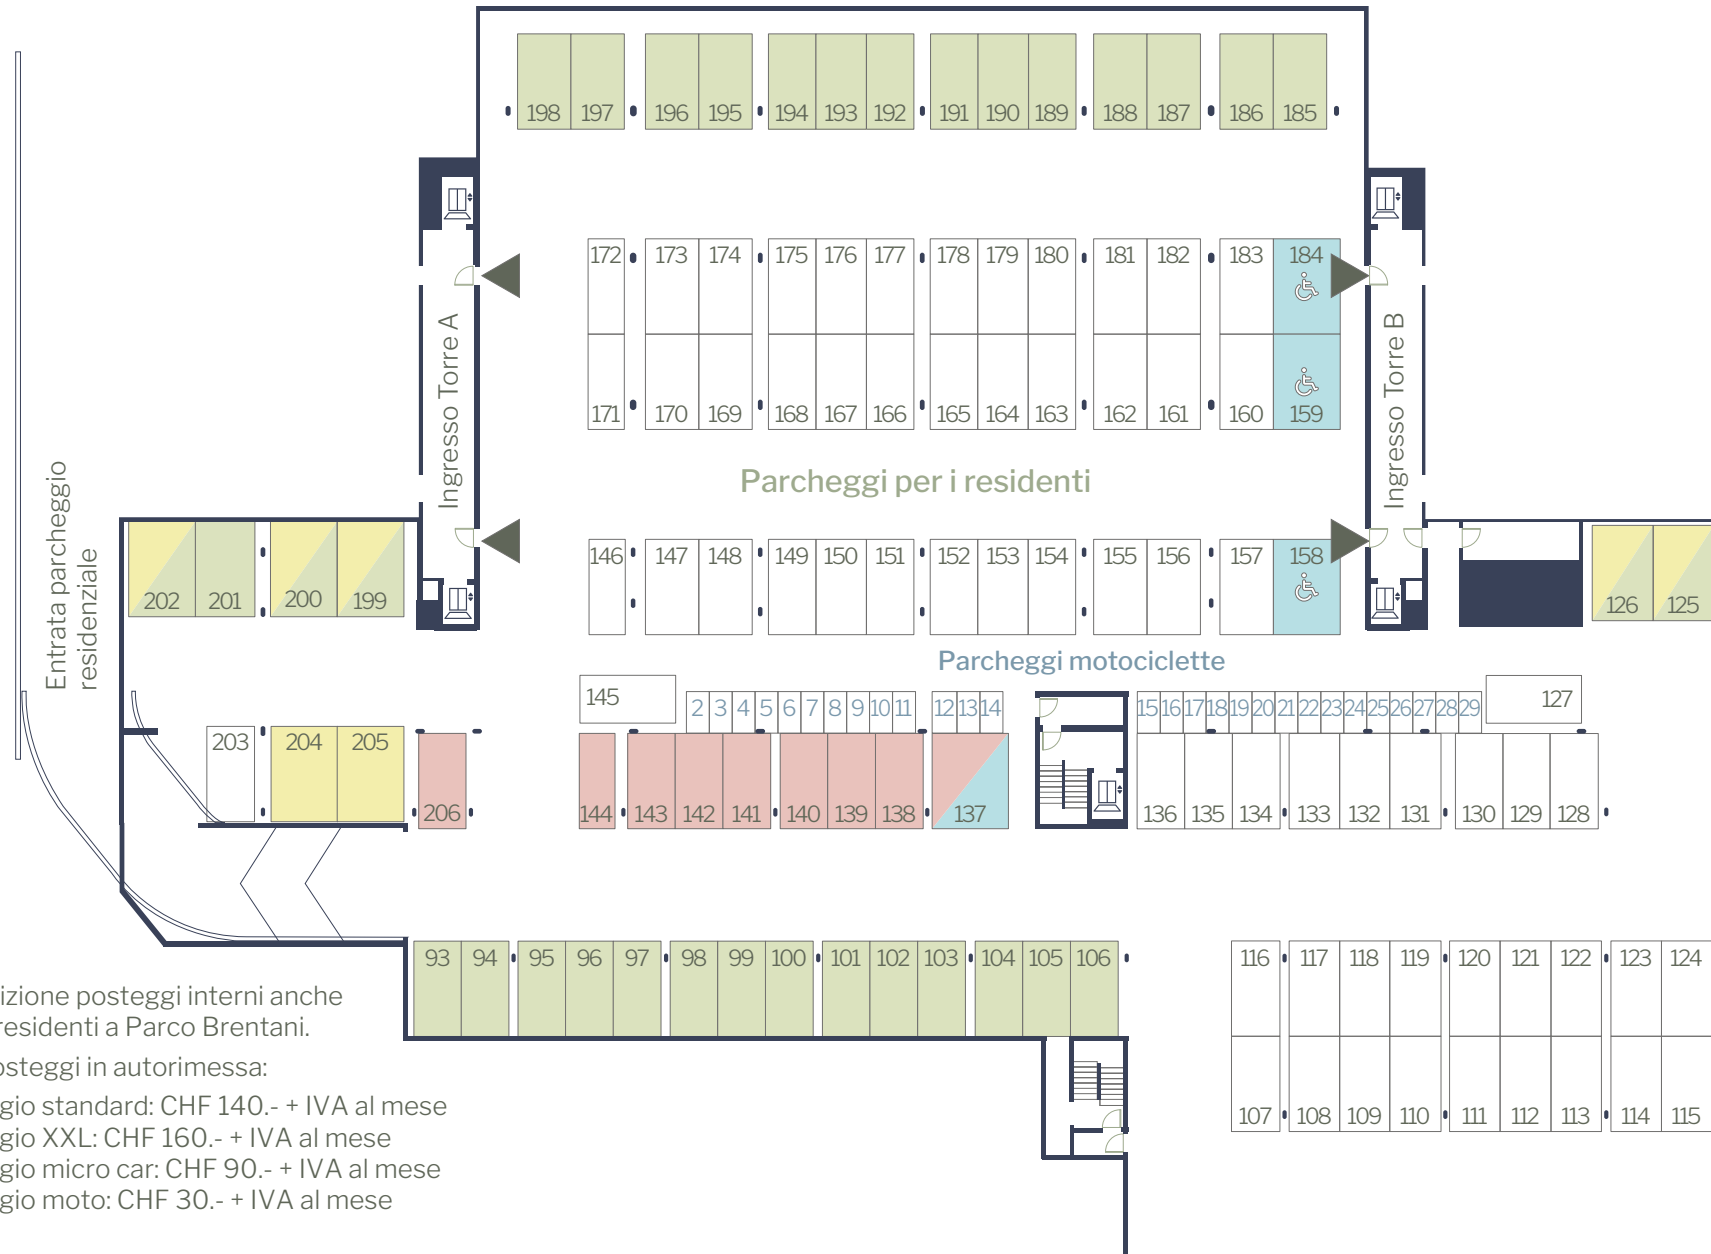 198 197 196 195 194 193 192 191 190 189 188 187 186 185
172 173 174 175 176 177 178 179 180 181 182 183 184
171 170 169 168 167 166 165 164 163 162 161 160 159
Ingresso Torre A
Ingresso Torre B
Parcheggi per i residenti
Entrata parcheggio
residenziale
146 147 148 149 150 151 152 153 154 155 156 157 158
202 201 200 199
126 125
Parcheggi motociclette
145 2 3 4 5 6 7 8 9 10 11 12 13 14 15 16 17 18 19 20 21 22 23 24 25 26 27 28 29 127
203 204 205
206 144 143 142 141 140 139 138 137 136 135 134 133 132 131 130 129 128
93 94 95 96 97 98 99 100 101 102 103 104 105 106 116 117 118 119 120 121 122 123 124
107 108 109 110 111 112 113 114 115
izione posteggi interni anche
residenti a Parco Brentani.
osteggi in autorimessa:
gio standard: CHF 140.- + IVA al mese
gio XXL: CHF 160.- + IVA al mese
gio micro car: CHF 90.- + IVA al mese
gio moto: CHF 30.- + IVA al mese